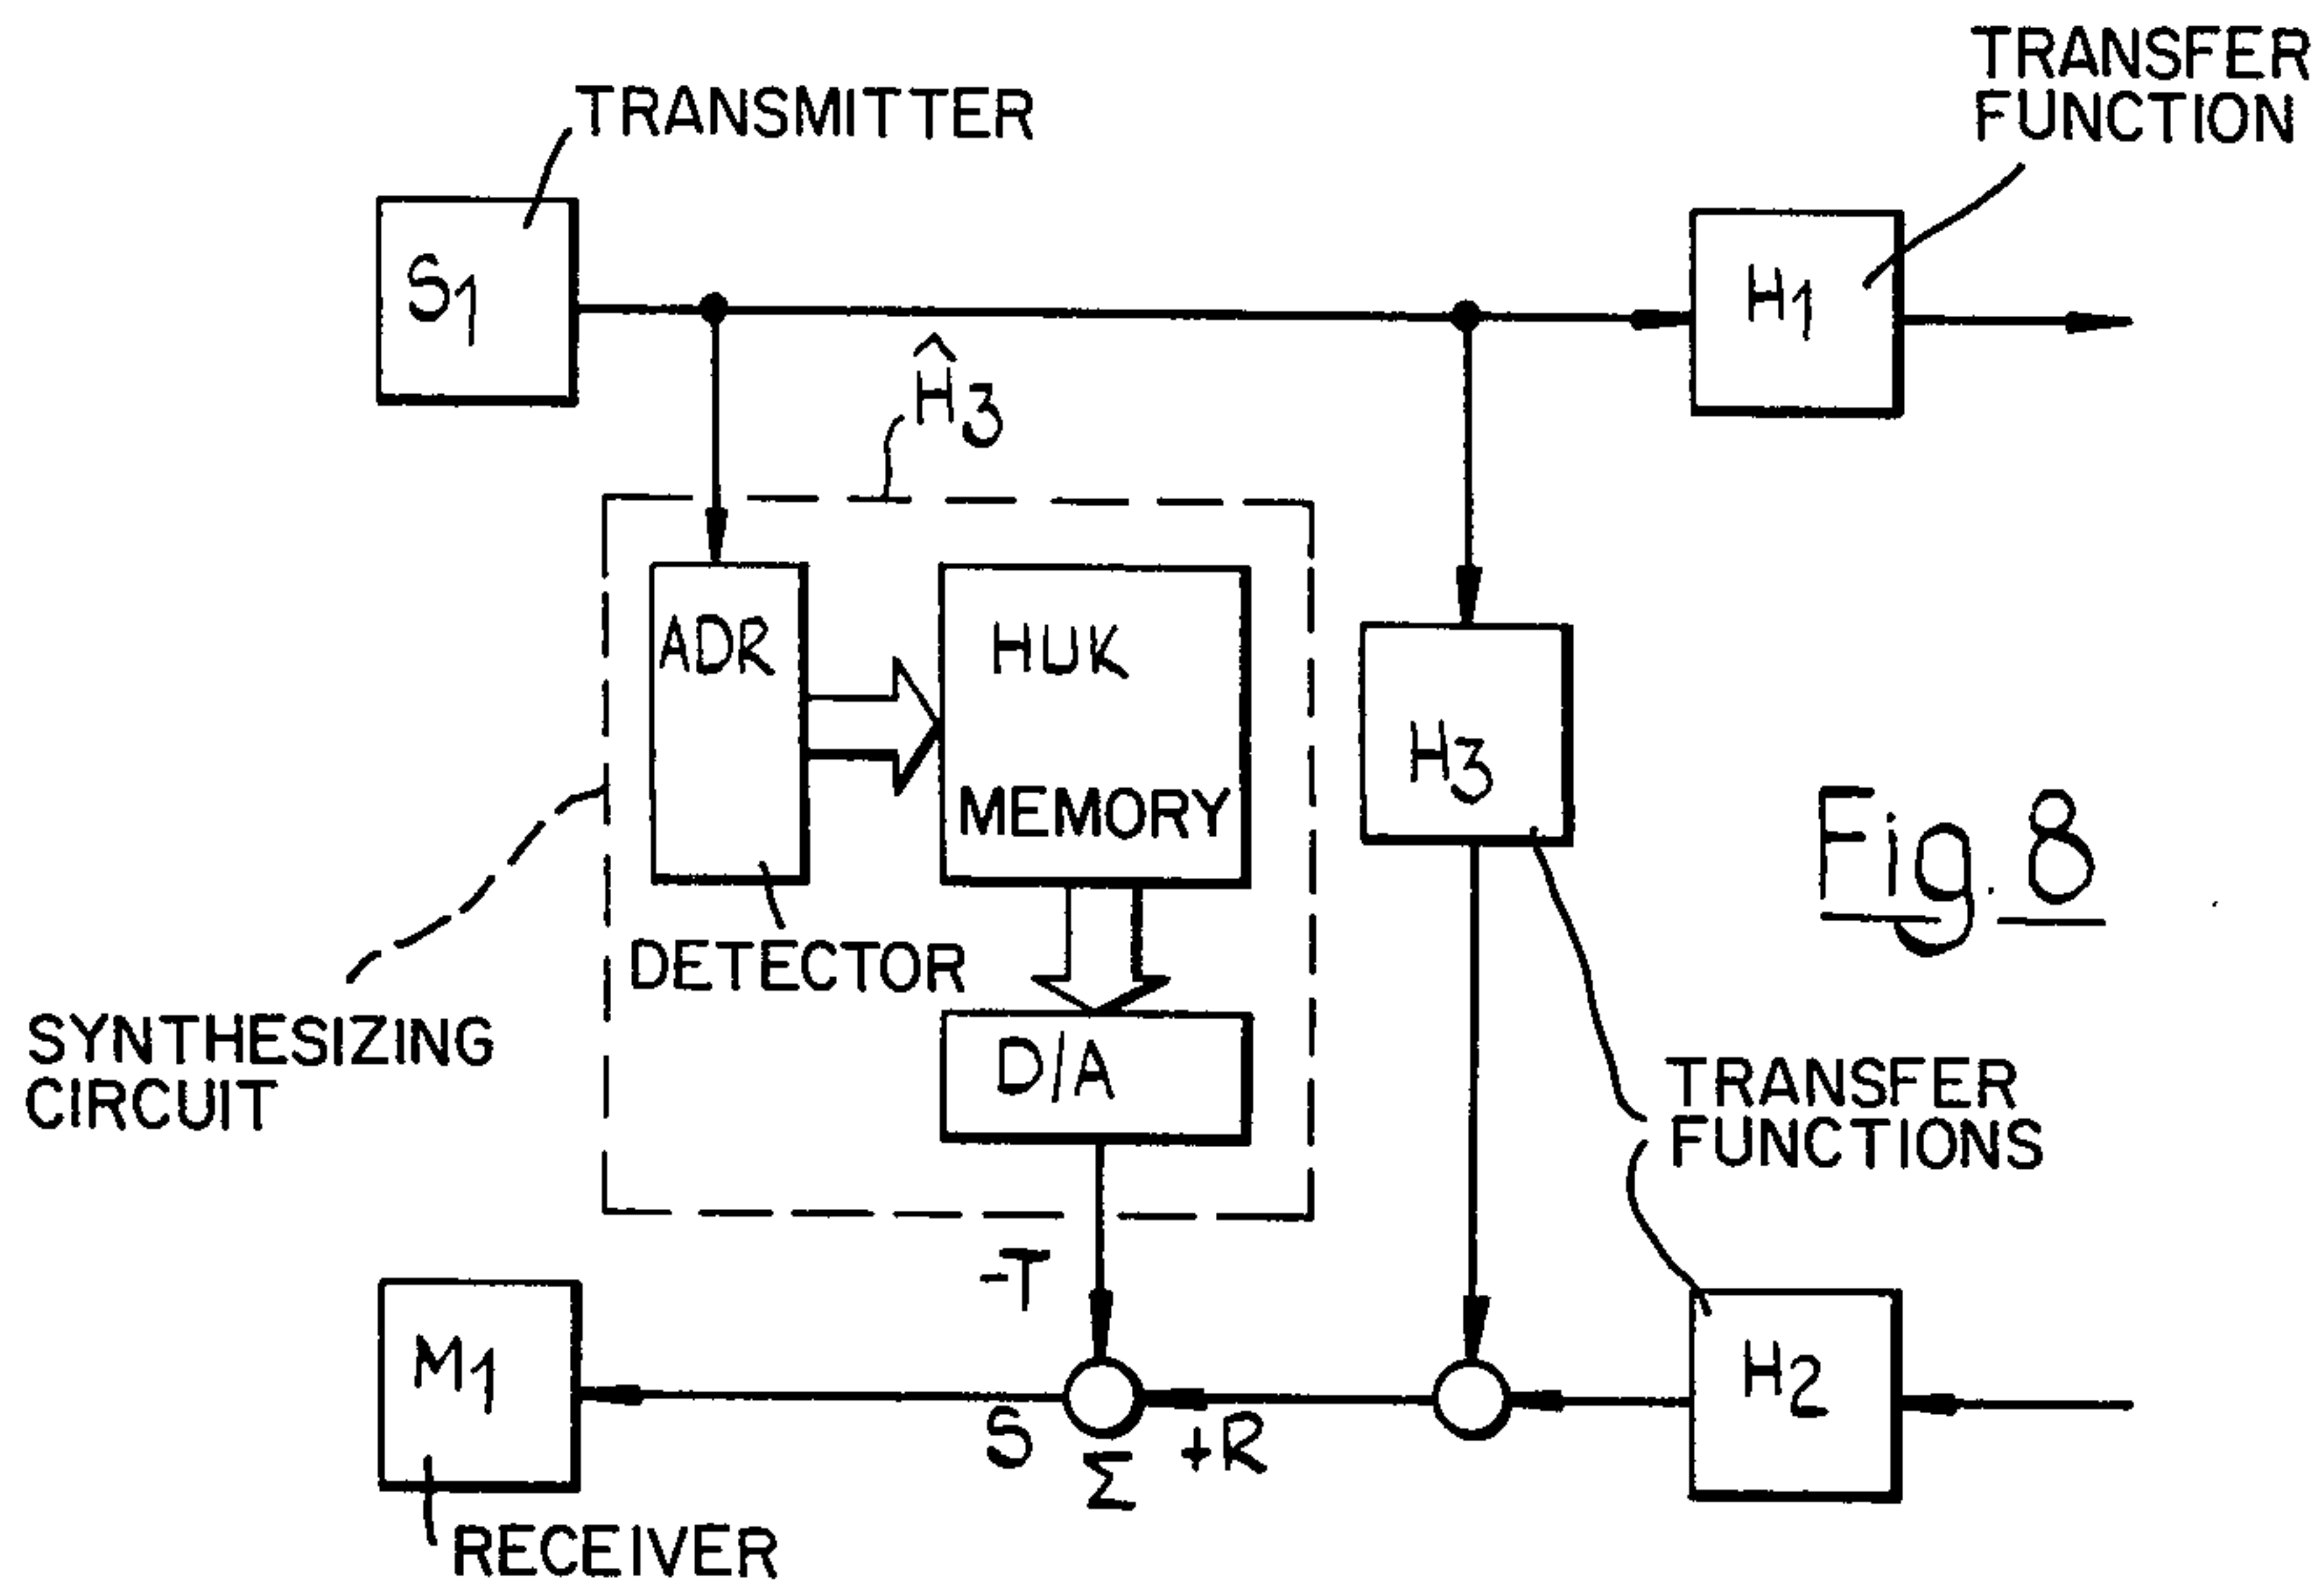 TRANSFER
FUNCTION
TRANSMITTER
S1
H1
Ĥ3
ADR
HUK
MEMORY
H3
Fig. 8
DETECTOR
SYNTHESIZING
CIRCUIT
D/A
TRANSFER
FUNCTIONS
-T
M1
H2
S
Σ
+R
RECEIVER